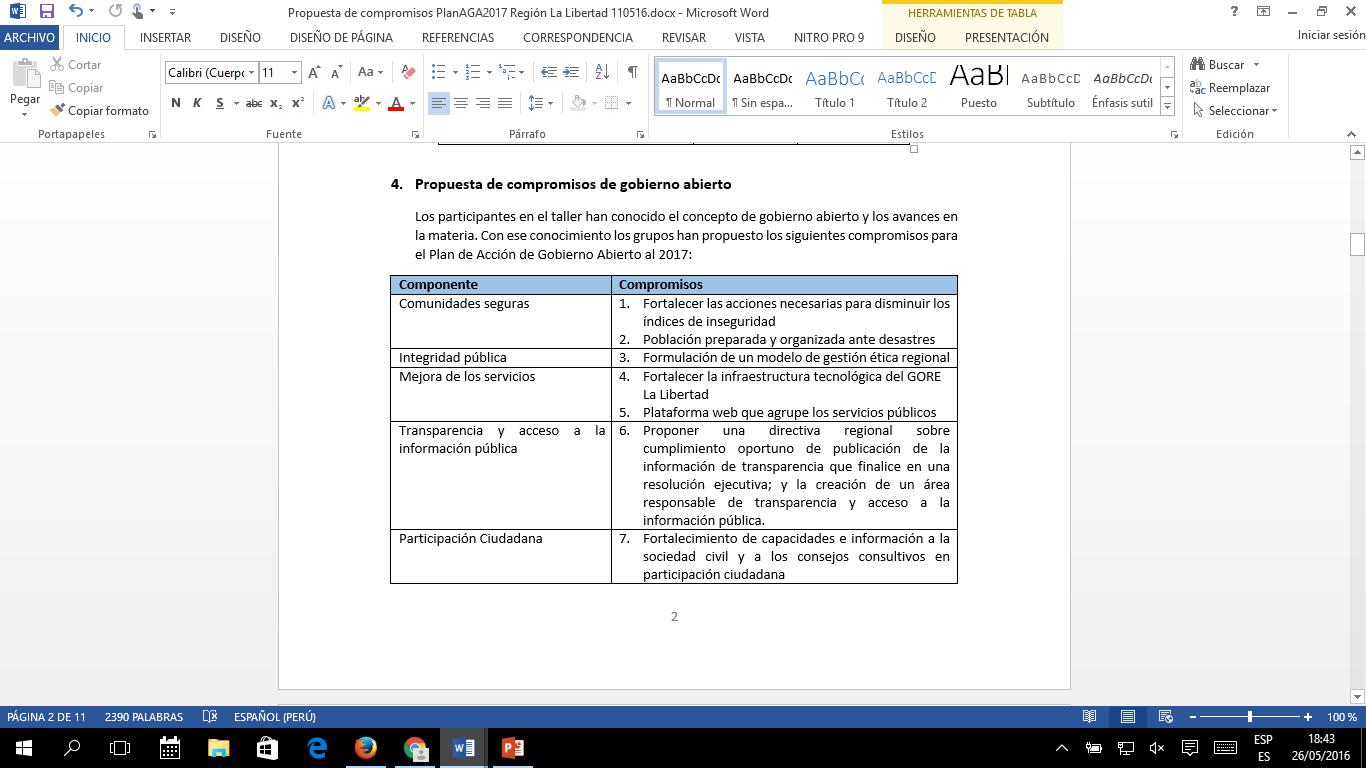 Propuesta de compromisos PlanAGA2017 Región La Libertad 110516.docx - Microsoft Word
HERRAMIENTAS DE TABLA
?
ARCHIVO INICIO INSERTAR DISEÑO DISEÑO DE PÁGINA REFERENCIAS CORRESPONDENCIA REVISAR VISTA NITRO PRO 9 DISEÑO PRESENTACIÓN Iniciar sesión
Pegar
Cortar
Copiar
Copiar formato
Portapapeles
Calibri (Cuerpo 11
N K S abc x₂ x²
Fuente
Párrafo
AaBbCcDc AaBbCcDc AaBbCc AaBbCcD AaBl AaBbCcD AaBbCcDc
¶ Normal ¶ Sin espa... Título 1 Título 2 Puesto Subtítulo Énfasis sutil
Estilos
Buscar
Reemplazar
Seleccionar
Edición
4. Propuesta de compromisos de gobierno abierto
Los participantes en el taller han conocido el concepto de gobierno abierto y los avances en
la materia. Con ese conocimiento los grupos han propuesto los siguientes compromisos para
el Plan de Acción de Gobierno Abierto al 2017:
Componente Compromisos
Comunidades seguras 1. Fortalecer las acciones necesarias para disminuir los
índices de inseguridad
2. Población preparada y organizada ante desastres
Integridad pública 3. Formulación de un modelo de gestión ética regional
Mejora de los servicios 4. Fortalecer la infraestructura tecnológica del GORE
La Libertad
5. Plataforma web que agrupe los servicios públicos
Transparencia y acceso a la
información pública
6. Proponer una directiva regional sobre
cumplimiento oportuno de publicación de la
información de transparencia que finalice en una
resolución ejecutiva; y la creación de un área
responsable de transparencia y acceso a la
información pública.
Participación Ciudadana 7. Fortalecimiento de capacidades e información a la
sociedad civil y a los consejos consultivos en
participación ciudadana
2
PÁGINA 2 DE 11 2390 PALABRAS ESPAÑOL (PERÚ) 100 %
ESP
ES
18:43
26/05/2016